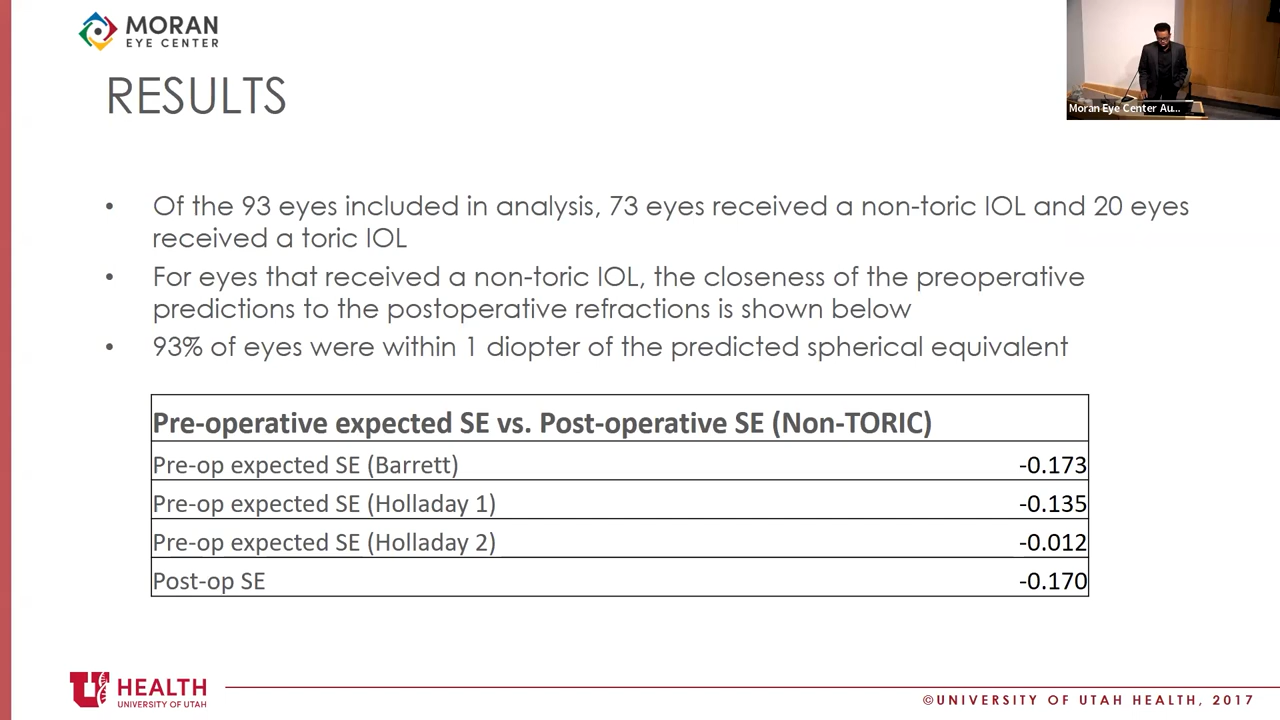 MORAN
EYE CENTER
Moran Eye Center Au...
RESULTS
• Of the 93 eyes included in analysis, 73 eyes received a non-toric IOL and 20 eyes
received a toric IOL
• For eyes that received a non-toric IOL, the closeness of the preoperative
predictions to the postoperative refractions is shown below
• 93% of eyes were within 1 diopter of the predicted spherical equivalent
Pre-operative expected SE vs. Post-operative SE (Non-TORIC)
Pre-op expected SE (Barrett) -0.173
Pre-op expected SE (Holladay 1) -0.135
Pre-op expected SE (Holladay 2) -0.012
Post-op SE -0.170
U HEALTH
UNIVERSITY OF UTAH
©UNIVERSITY OF UTAH HEALTH, 2017